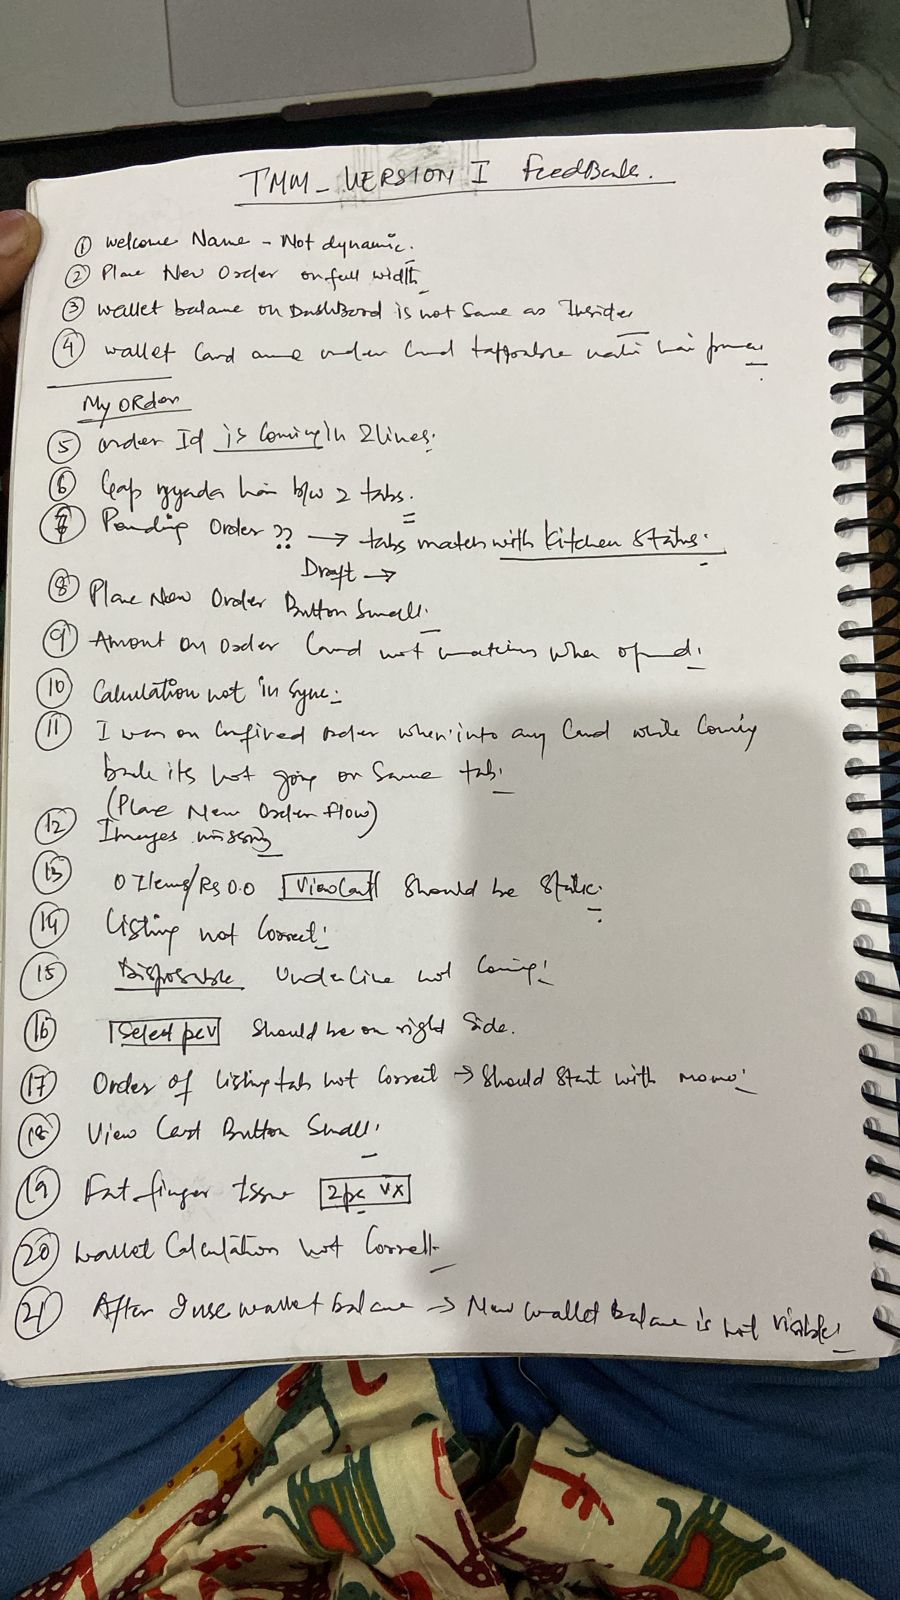 TMM - VERSION I FeedBack.
① Welcome Name - Not dynamic.
② Place New Order on full width
③ wallet balance on DashBoard is not Same as Inside
④ wallet Card and order Card tappable nahi hai
My ORder
⑤ order Id is Coming In 2 lines.
⑥ Gap zyada hai b/w 2 tabs.
⑦ Pending Order ?? → tabs match with Kitchen Status.
Draft →
⑧ Place New Order Button Small.
⑨ Amount on order Card not matching when opened!
⑩ Calculation not in Sync.
⑪ I was on Confirmed order when into any Card while Coming
back its not going on Same tab.
(Place New Order flow)
⑫ Images missing
⑬ 0 Items/Rs 0.0 View Cart Should be Static.
⑭ Listing not Correct!
⑮ Disposable Underline not Coming!
⑯ Select pc v Should be on right Side.
⑰ Order of listing tab not Correct → Should Start with momo!
⑱ View Cart Button Small.
⑲ Fat finger Issue 2pc vx
⑳ wallet Calculation not Correct.
㉑ After I use wallet balance → New wallet balance is not visible!